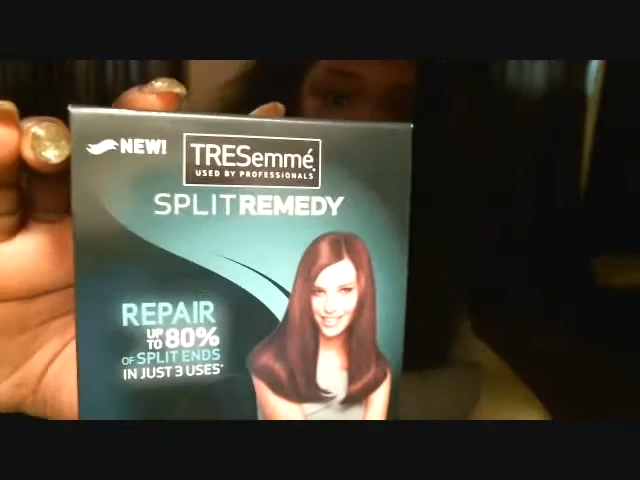 NEW!
TRESemmé
USED BY PROFESSIONALS
SPLITREMEDY
REPAIR
UP TO 80%
OF SPLIT ENDS
IN JUST 3 USES*